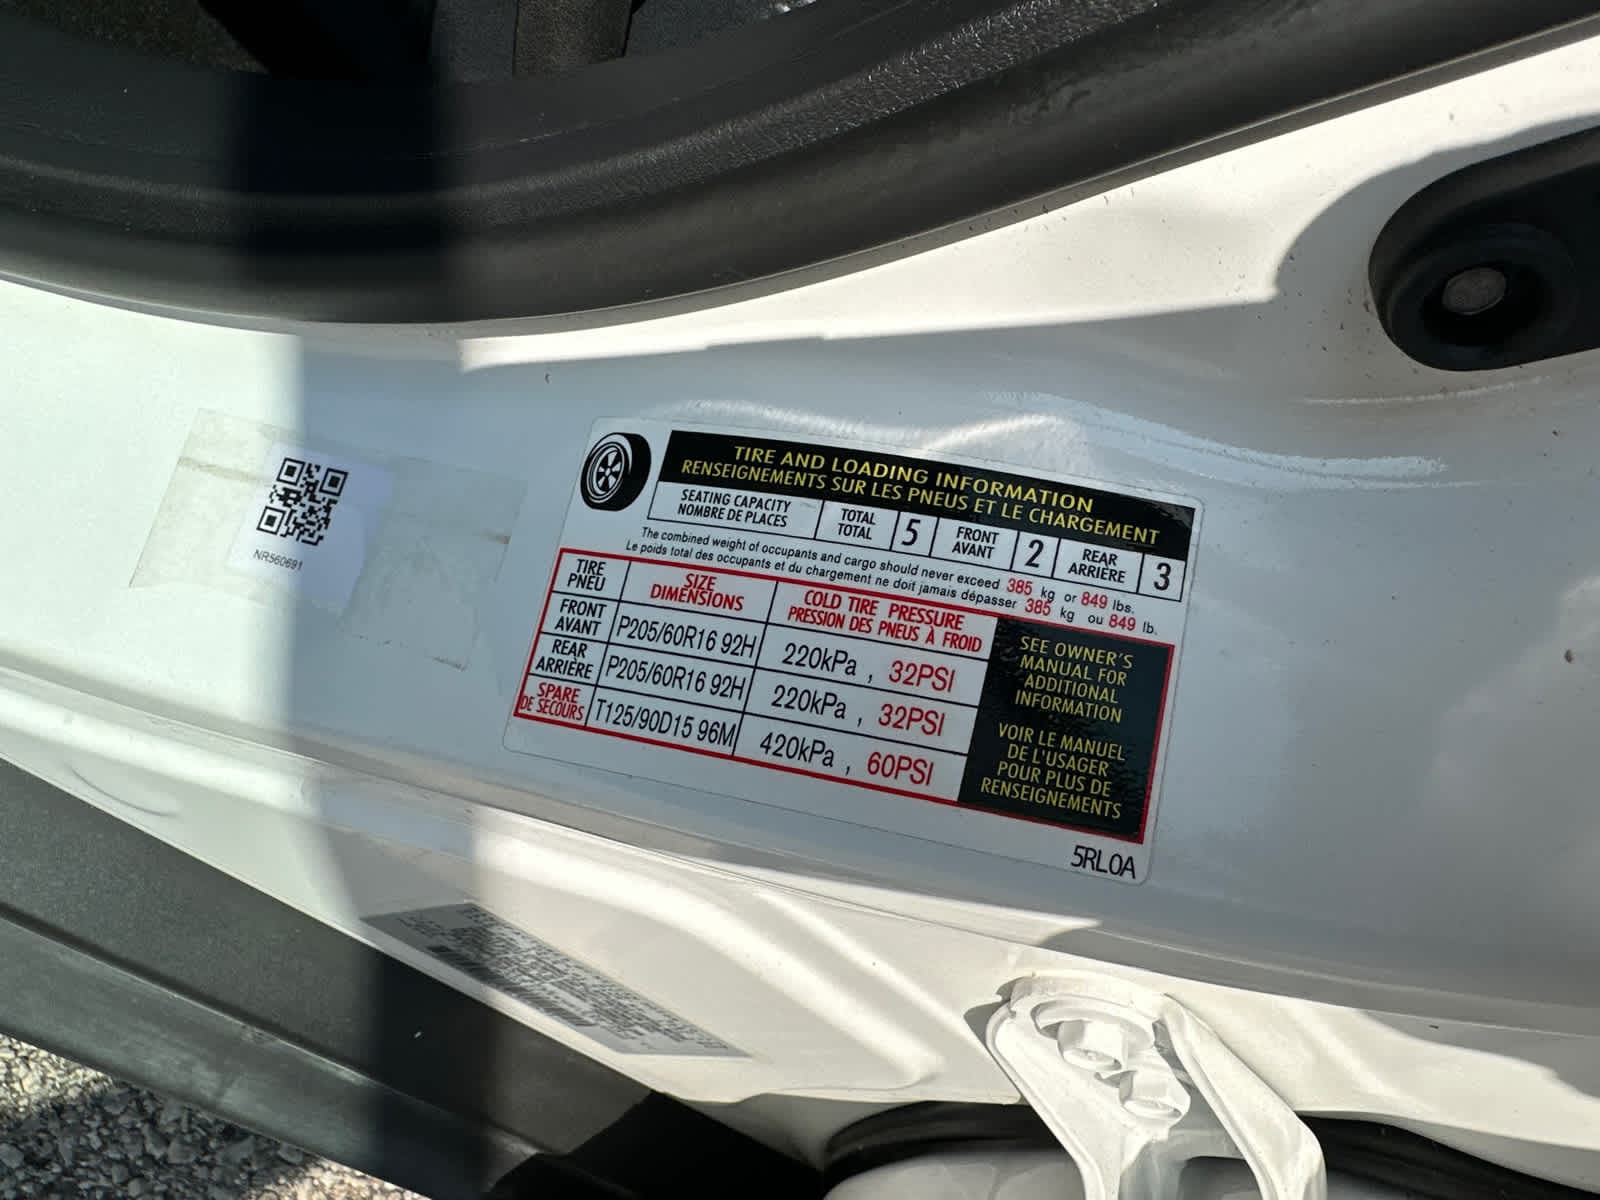 TIRE AND LOADING INFORMATION
RENSEIGNEMENTS SUR LES PNEUS ET LE CHARGEMENT
SEATING CAPACITY
NOMBRE DE PLACES
TOTAL
TOTAL
5
FRONT
AVANT
2
REAR
ARRIÈRE
3
The combined weight of occupants and cargo should never exceed 385 kg or 849 lbs.
Le poids total des occupants et du chargement ne doit jamais dépasser 385 kg ou 849 lb.
TIRE
PNEU
SIZE
DIMENSIONS
COLD TIRE PRESSURE
PRESSION DES PNEUS À FROID
FRONT
AVANT
P205/60R16 92H
220kPa , 32PSI
REAR
ARRIÈRE
P205/60R16 92H
220kPa , 32PSI
SPARE
DE SECOURS
T125/90D15 96M
420kPa , 60PSI
SEE OWNER'S
MANUAL FOR
ADDITIONAL
INFORMATION
VOIR LE MANUEL
DE L'USAGER
POUR PLUS DE
RENSEIGNEMENTS
5RL0A
NR560691